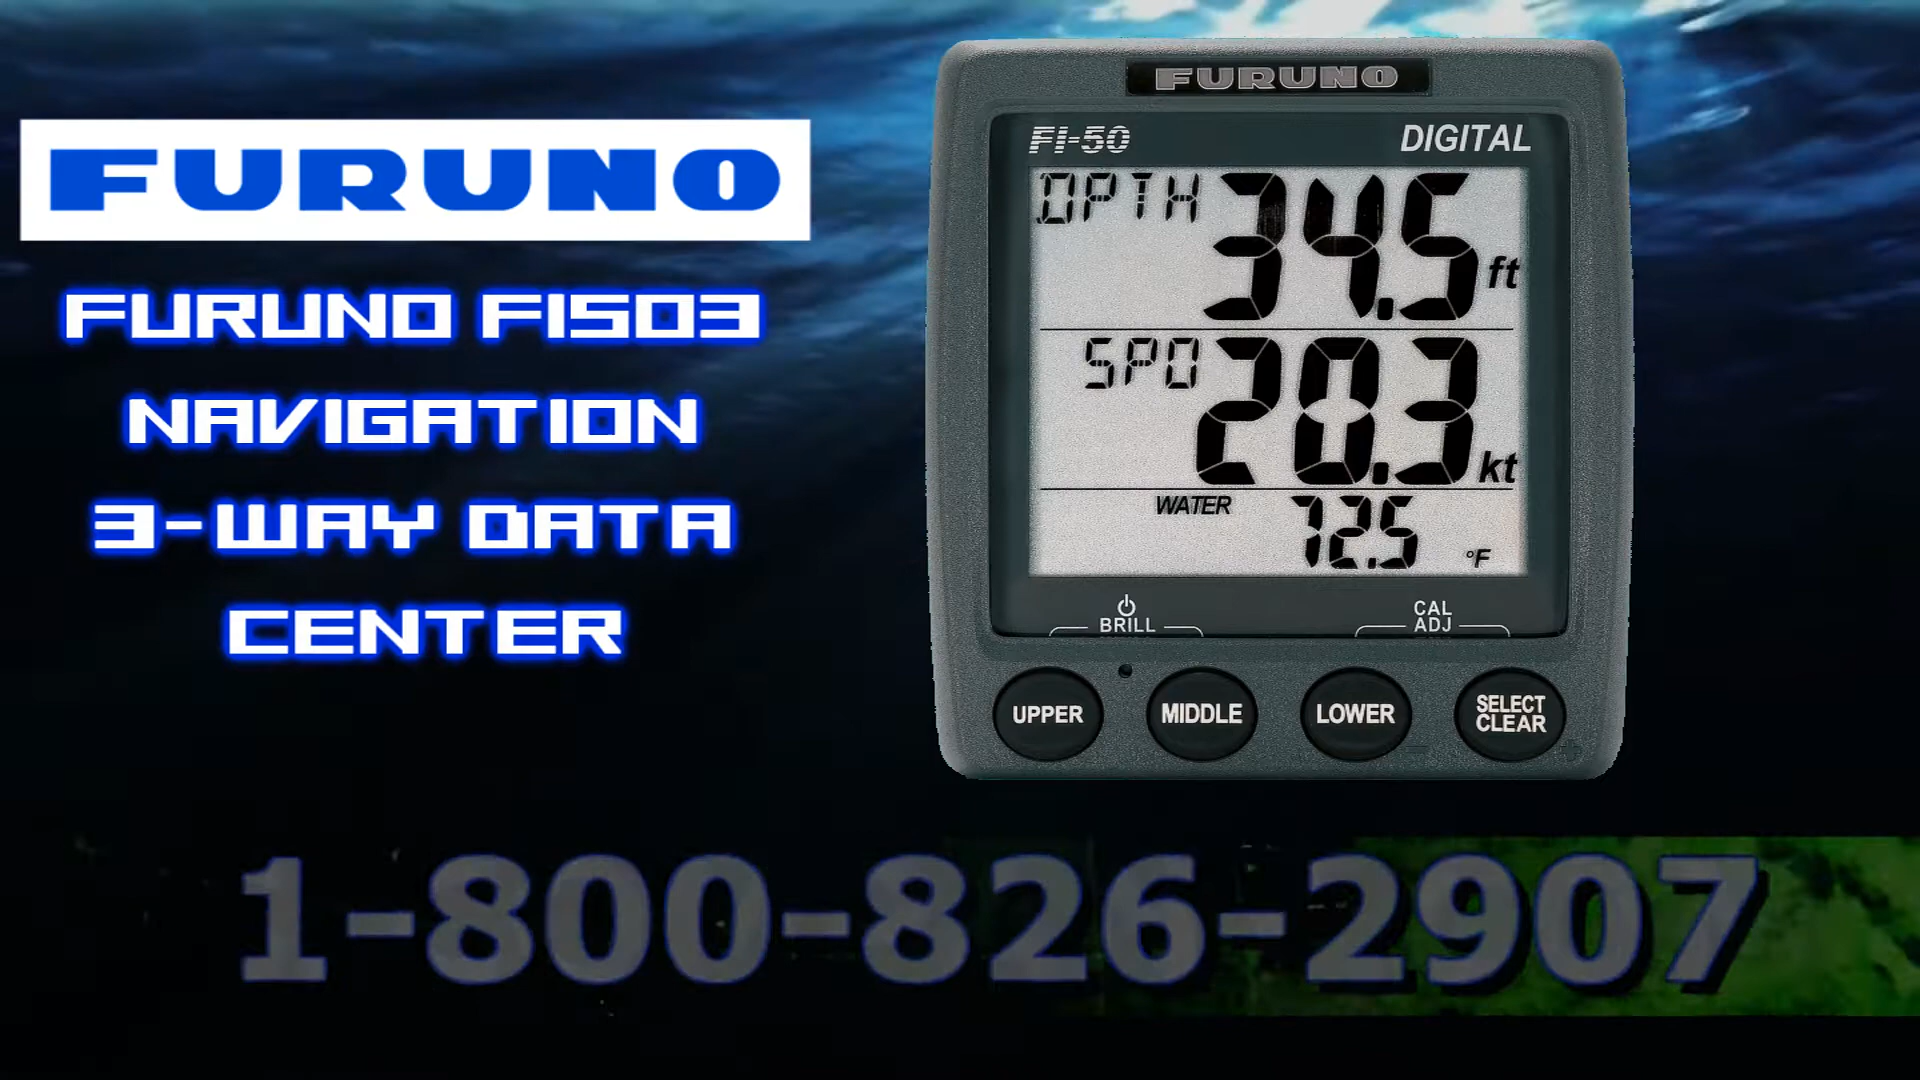 FURUNO
FURUNO FI503
NAVIGATION
3-WAY DATA
CENTER
FURUNO
FI-50 DIGITAL
DPTH 34.5 ft
SPD 20.3 kt
WATER 72.5 °F
BRILL
CAL
ADJ
UPPER MIDDLE LOWER SELECT
CLEAR
1-800-826-2907